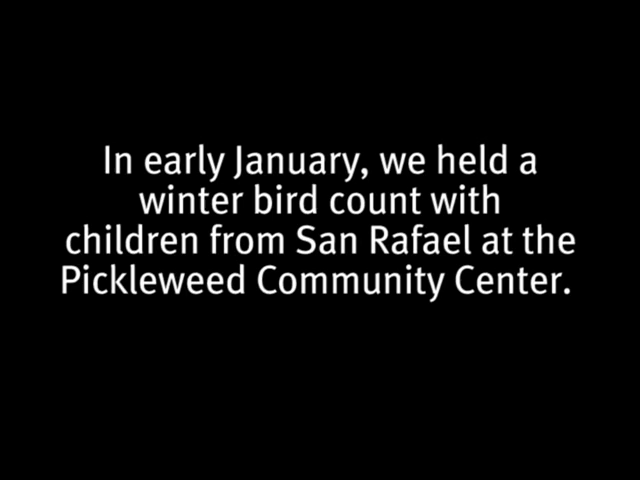 In early January, we held a
winter bird count with
children from San Rafael at the
Pickleweed Community Center.